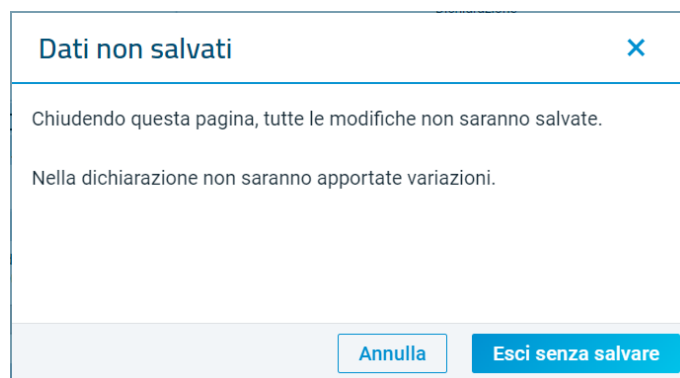 Dati non salvati
Chiudendo questa pagina, tutte le modifiche non saranno salvate.
Nella dichiarazione non saranno apportate variazioni.
Annulla
Esci senza salvare